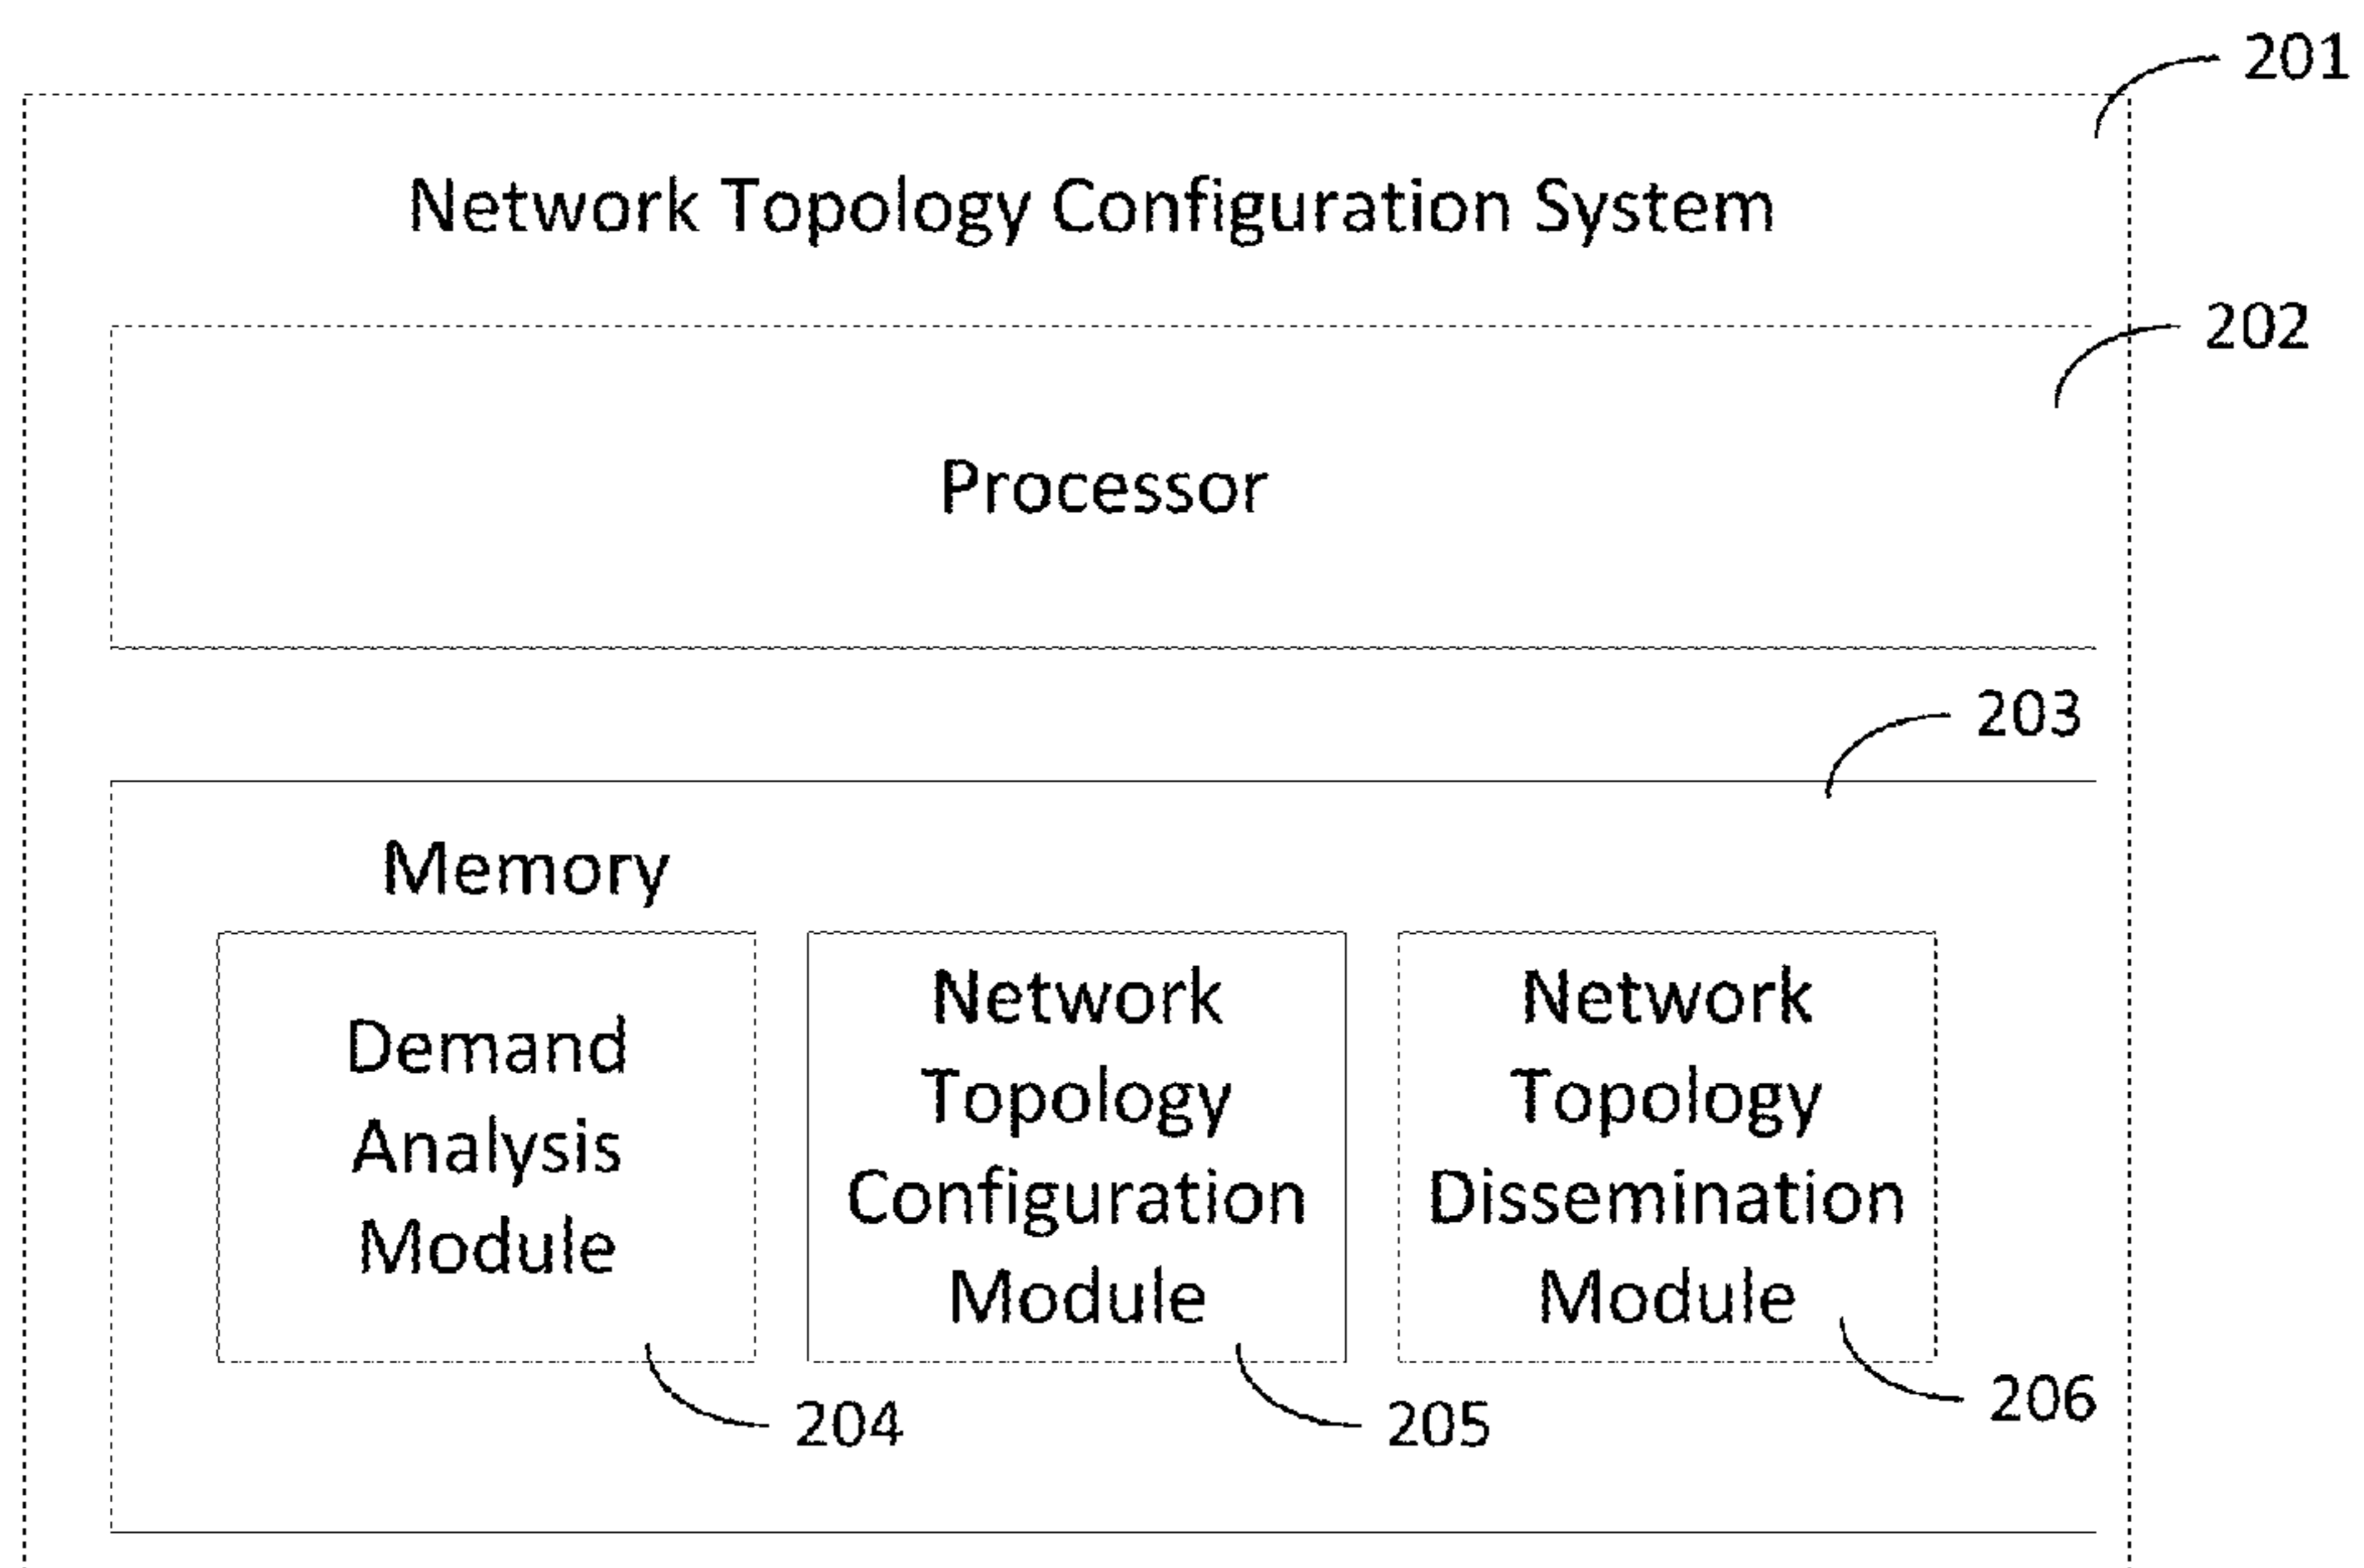 201
Network Topology Configuration System
202
Processor
203
Memory
Demand
Analysis
Module
204
Network
Topology
Configuration
Module
205
Network
Topology
Dissemination
Module
206